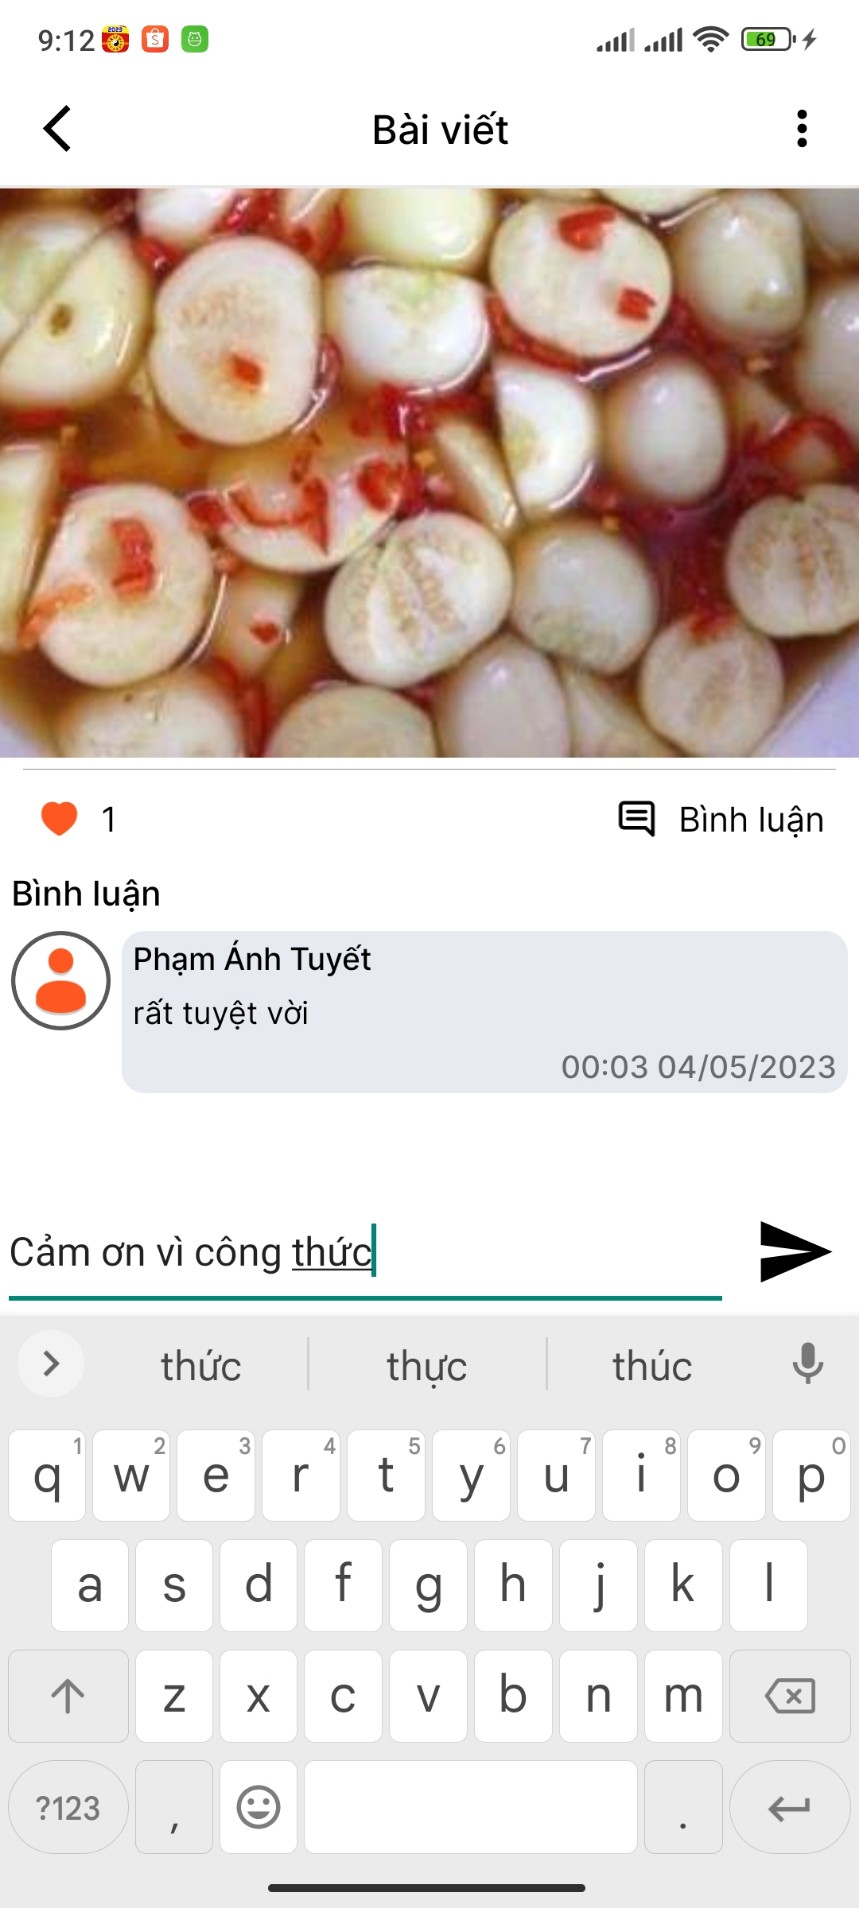 9:12
69
Bài viết
1
Bình luận
Bình luận
Phạm Ánh Tuyết
rất tuyệt vời
00:03 04/05/2023
Cảm ơn vì công thức
thức thực thúc
1 2 3 4 5 6 7 8 9 0
q w e r t y u i o p
a s d f g h j k l
z x c v b n m
?123 , .